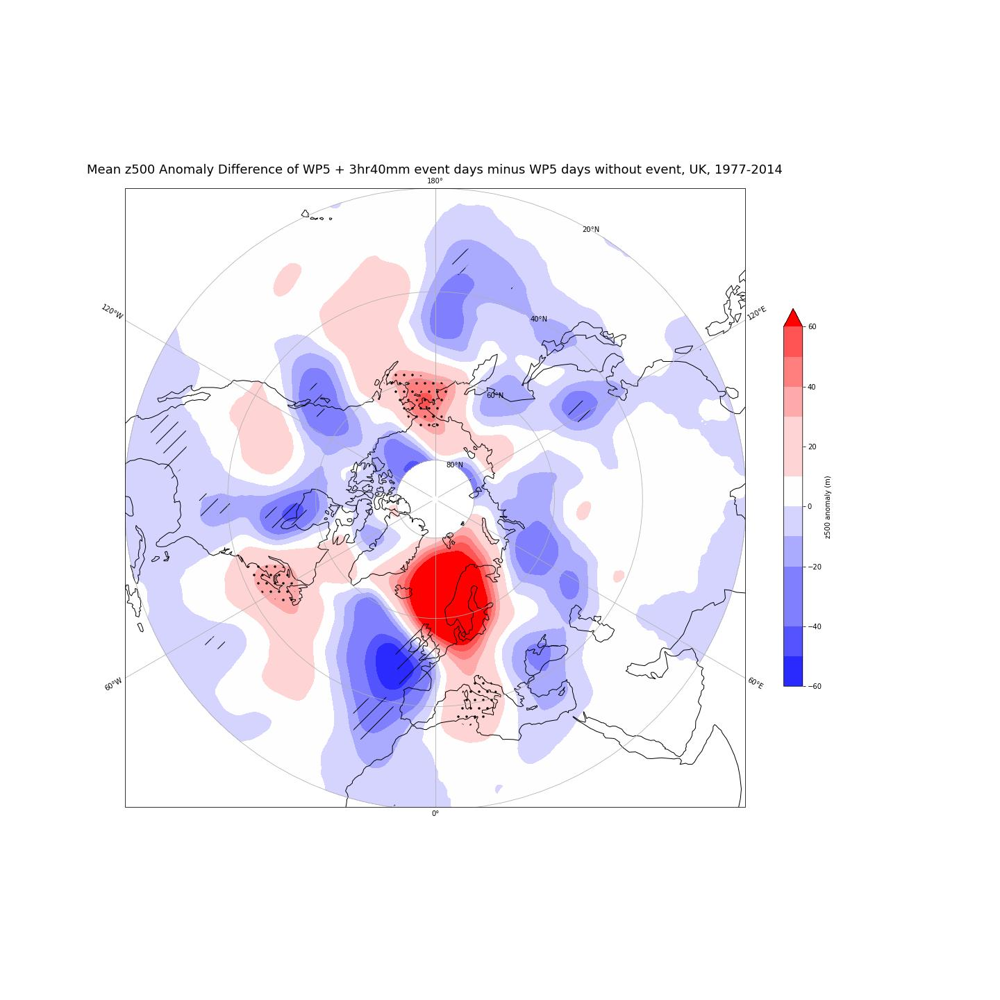 Mean z500 Anomaly Difference of WP5 + 3hr40mm event days minus WP5 days without event, UK, 1977-2014
180°
20°N
120°W
120°E
40°N
60°N
80°N
60°W
60°E
0°
60
40
20
0
−20
−40
−60
z500 anomaly (m)